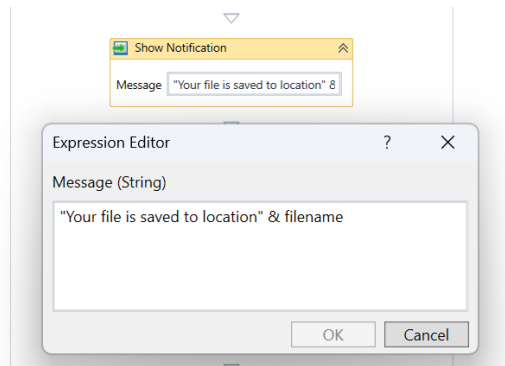 Show Notification
Message "Your file is saved to location" &
Expression Editor ?
Message (String)
"Your file is saved to location" & filename
OK Cancel